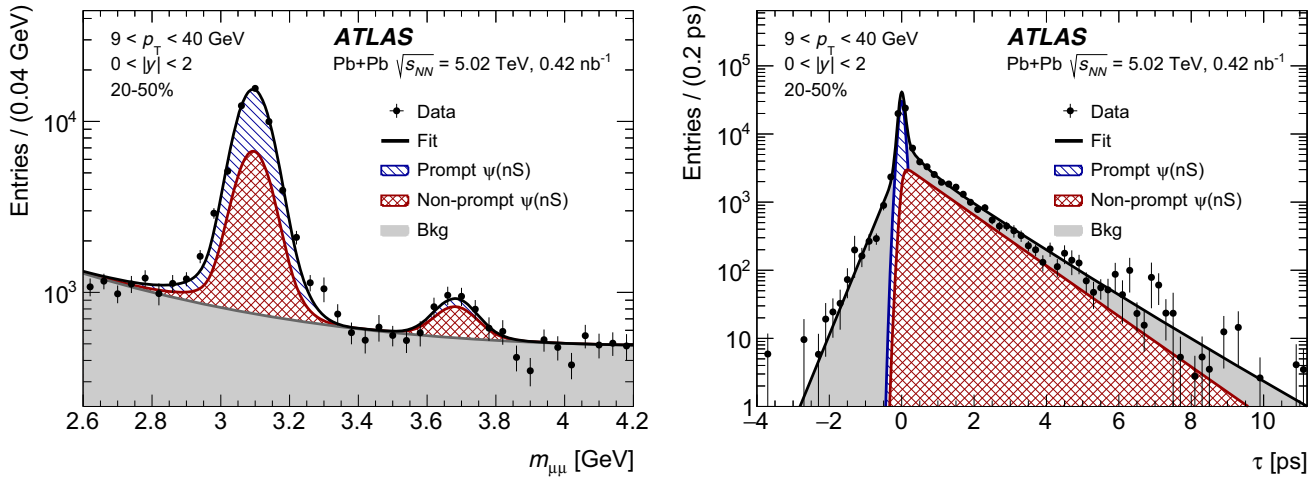 Entries / (0.04 GeV)
10⁴
10³
9 < p_T < 40 GeV
0 < |y| < 2
20-50%
ATLAS
Pb+Pb √s_NN = 5.02 TeV, 0.42 nb⁻¹
Data
Fit
Prompt ψ(nS)
Non-prompt ψ(nS)
Bkg
2.6 2.8 3 3.2 3.4 3.6 3.8 4 4.2
m_μμ [GeV]
Entries / (0.2 ps)
10⁵
10⁴
10³
10²
10
1
9 < p_T < 40 GeV
0 < |y| < 2
20-50%
ATLAS
Pb+Pb √s_NN = 5.02 TeV, 0.42 nb⁻¹
Data
Fit
Prompt ψ(nS)
Non-prompt ψ(nS)
Bkg
−4 −2 0 2 4 6 8 10
τ [ps]